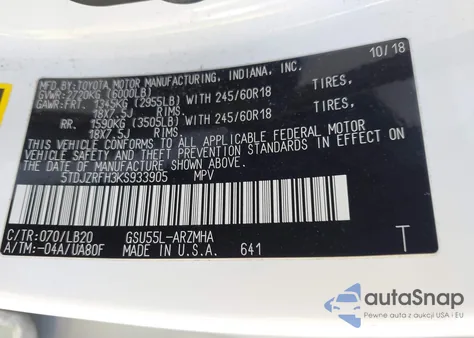 MFD. BY: TOYOTA MOTOR MANUFACTURING, INDIANA, INC. 10/18
GVWR: 2720KG (6000LB)
GAWR: FRT. 1345KG (2955LB) WITH 245/60R18 TIRES,
18X7.5J RIMS.
RR. 1590KG (3505LB) WITH 245/60R18 TIRES,
18X7.5J RIMS.
THIS VEHICLE CONFORMS TO ALL APPLICABLE FEDERAL MOTOR
VEHICLE SAFETY, BUMPER, AND THEFT PREVENTION STANDARDS IN EFFECT ON
THE DATE OF MANUFACTURE SHOWN ABOVE.
5TDJZRFH3KS933905 MPV
C/TR: 070/LB20 GSU55L-ARZMHA
A/TM: -04A/UA80F MADE IN U.S.A. 641 T
autoSnap
Pewne auta z aukcji USA i EU